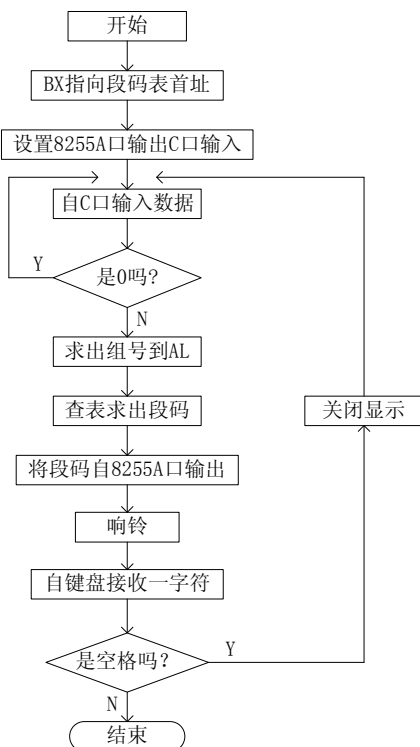 开始
BX指向段码表首址
设置8255A口输出C口输入
自C口输入数据
Y
是0吗?
N
求出组号到AL
查表求出段码
关闭显示
将段码自8255A口输出
响铃
自键盘接收一字符
是空格吗?
Y
N
结束